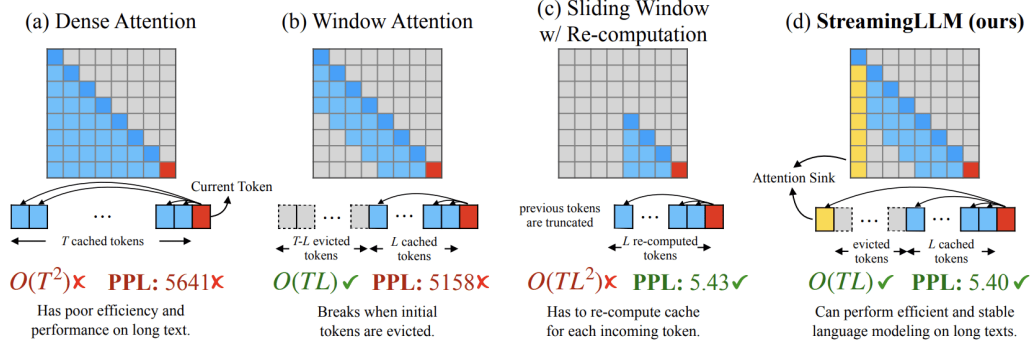 (a) Dense Attention
Current Token
...
T cached tokens
O(T²)✗ PPL: 5641✗
Has poor efficiency and
performance on long text.
(b) Window Attention
... ...
T-L evicted
tokens
L cached
tokens
O(TL)✓ PPL: 5158✗
Breaks when initial
tokens are evicted.
(c) Sliding Window
w/ Re-computation
previous tokens
are truncated
...
L re-computed
tokens
O(TL²)✗ PPL: 5.43✓
Has to re-compute cache
for each incoming token.
(d) StreamingLLM (ours)
Attention Sink
... ...
evicted
tokens
L cached
tokens
O(TL)✓ PPL: 5.40✓
Can perform efficient and stable
language modeling on long texts.